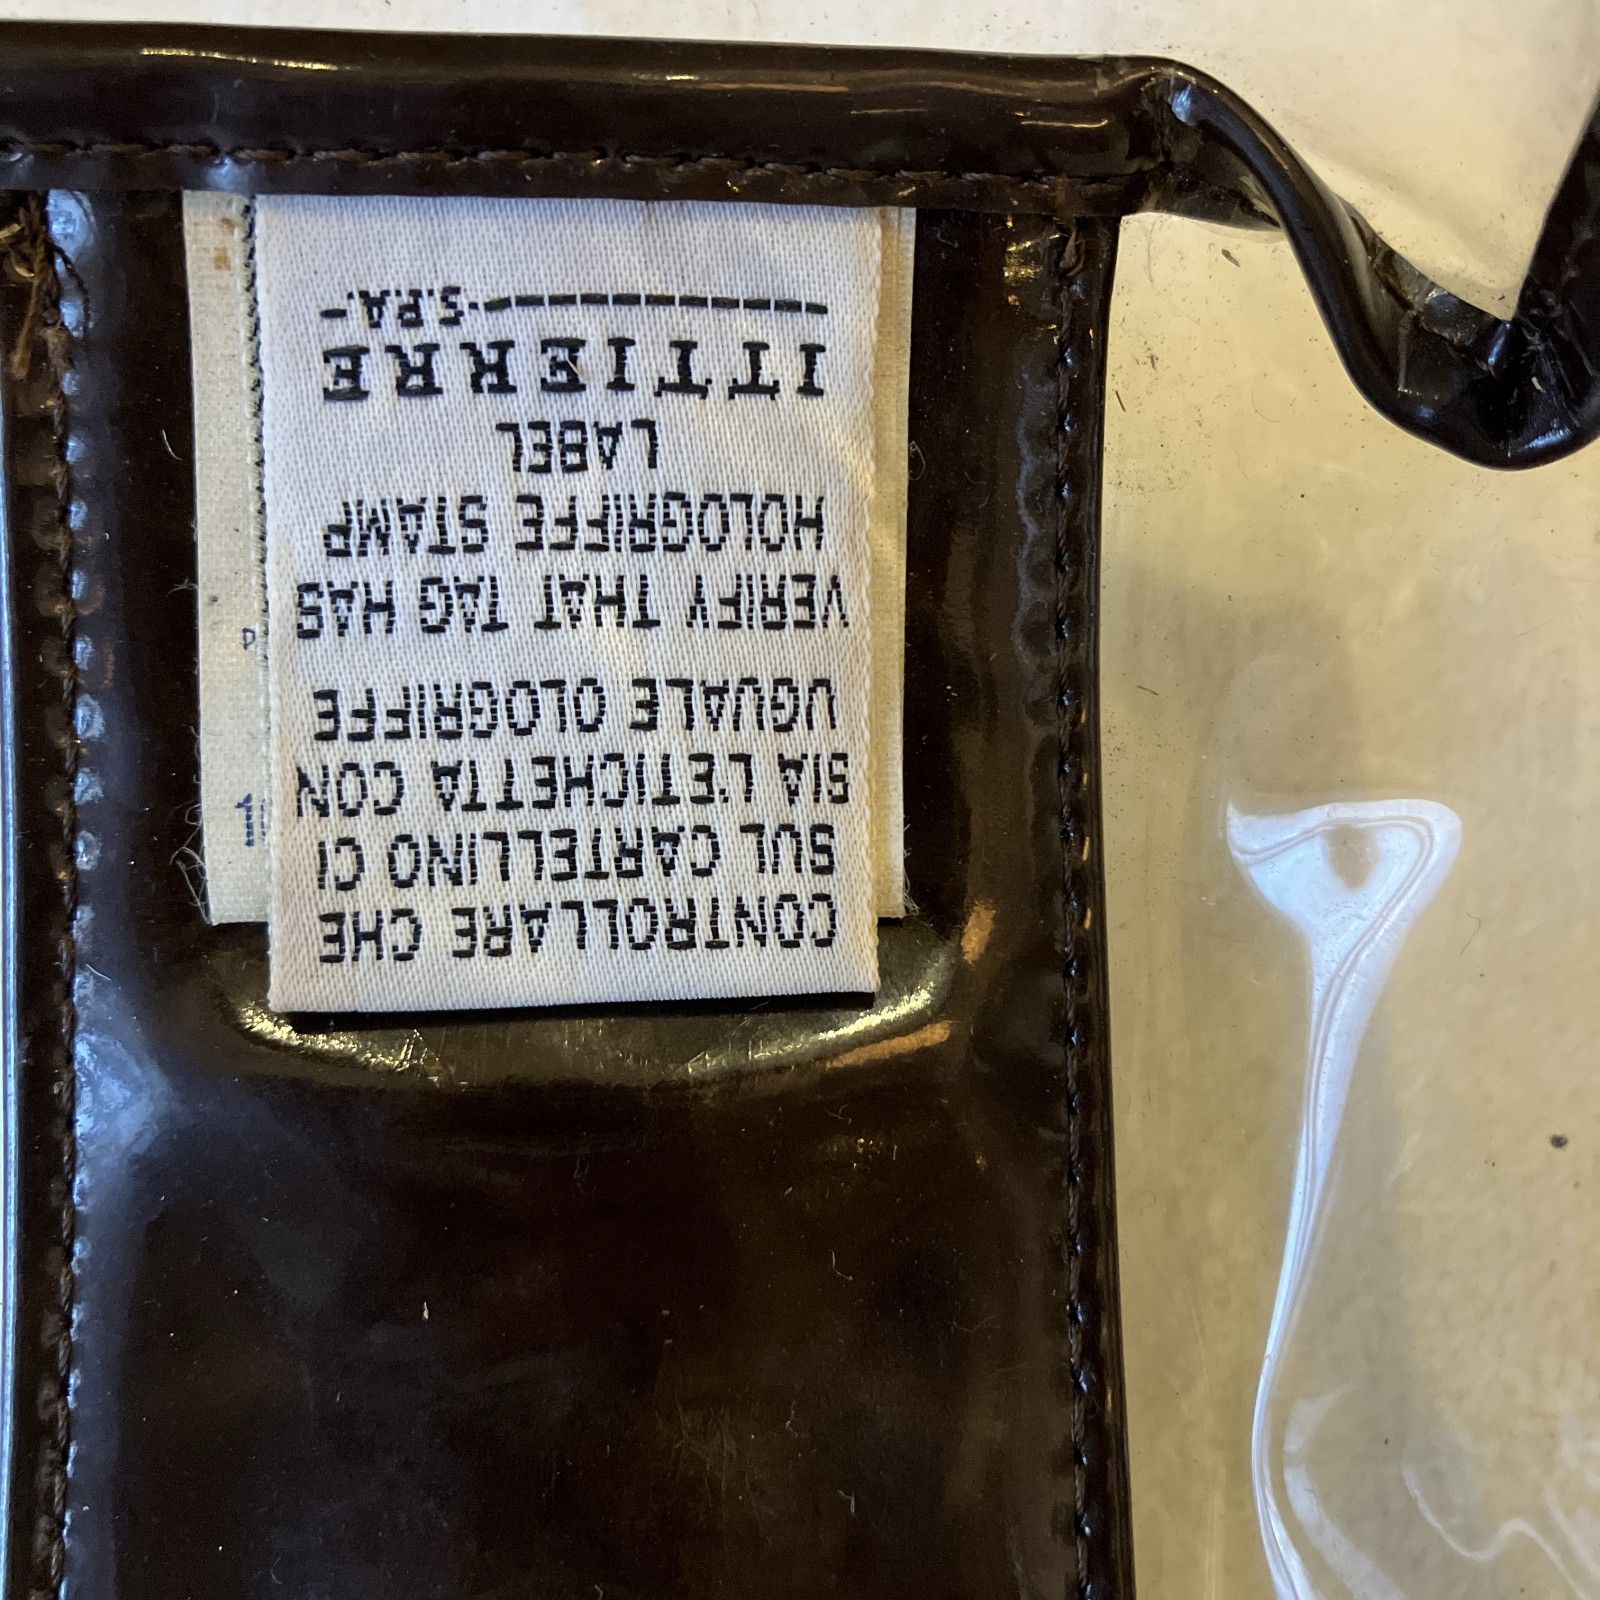 CONTROLLARE CHE
SUL CARTELLINO CI
SIA L'ETICHETTA CON
UGUALE OLOGRIFFE
VERIFY THAT TAG HAS
HOLOGRIFFE STAMP
LABEL
ITTIERRE
S.P.A.